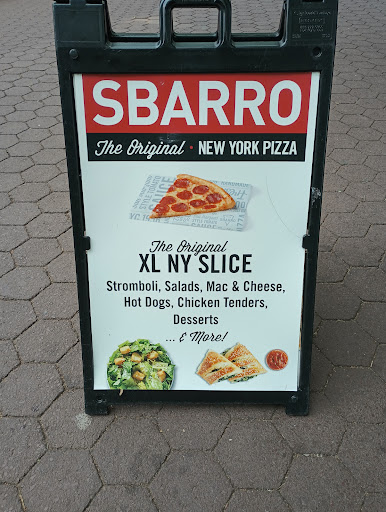 SBARRO
The Original • NEW YORK PIZZA
The Original
XL NY SLICE
Stromboli, Salads, Mac & Cheese,
Hot Dogs, Chicken Tenders,
Desserts
... & More!